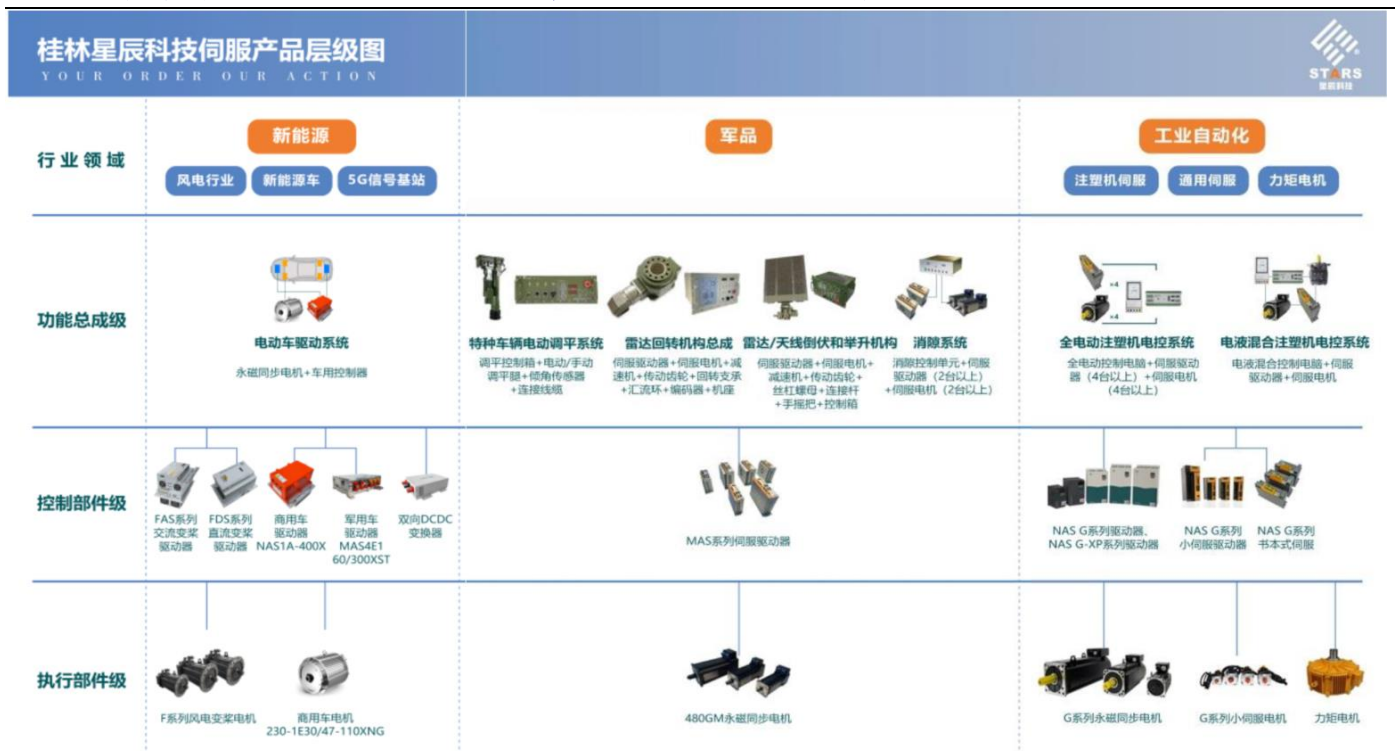 桂林星辰科技伺服产品层级图
YOUR ORDER OUR ACTION
STARS
星辰科技
行业领域
新能源
风电行业
新能源车
5G信号基站
军品
工业自动化
注塑机伺服
通用伺服
力矩电机
功能总成级
电动车驱动系统
永磁同步电机+车用控制器
特种车辆电动调平系统
调平控制箱+电动/手动
调平腿+倾角传感器
+连接线缆
雷达回转机构总成
伺服驱动器+伺服电机+减
速机+传动齿轮+回转支承
+汇流环+编码器+机座
雷达/天线倒伏和举升机构
伺服驱动器+伺服电机+
减速机+传动齿轮+
丝杠螺母+连接杆
+手摇把+控制箱
消隙系统
消隙控制单元+伺服
驱动器（2台以上）
+伺服电机（2台以上）
×4
×4
全电动注塑机电控系统
全电动控制电脑+伺服驱动
器（4台以上）+伺服电机
（4台以上）
电液混合注塑机电控系统
电液混合控制电脑+伺服
驱动器+伺服电机
控制部件级
FAS系列
交流变桨
驱动器
FDS系列
直流变桨
驱动器
商用车
驱动器
NAS1A-400X
军用车
驱动器
MAS4E1
60/300XST
双向DCDC
变换器
MAS系列伺服驱动器
NAS G系列驱动器、
NAS G-XP系列驱动器
NAS G系列
小伺服驱动器
NAS G系列
书本式伺服
执行部件级
F系列风电变桨电机
商用车电机
230-1E30/47-110XNG
480GM永磁同步电机
G系列永磁同步电机
G系列小伺服电机
力矩电机